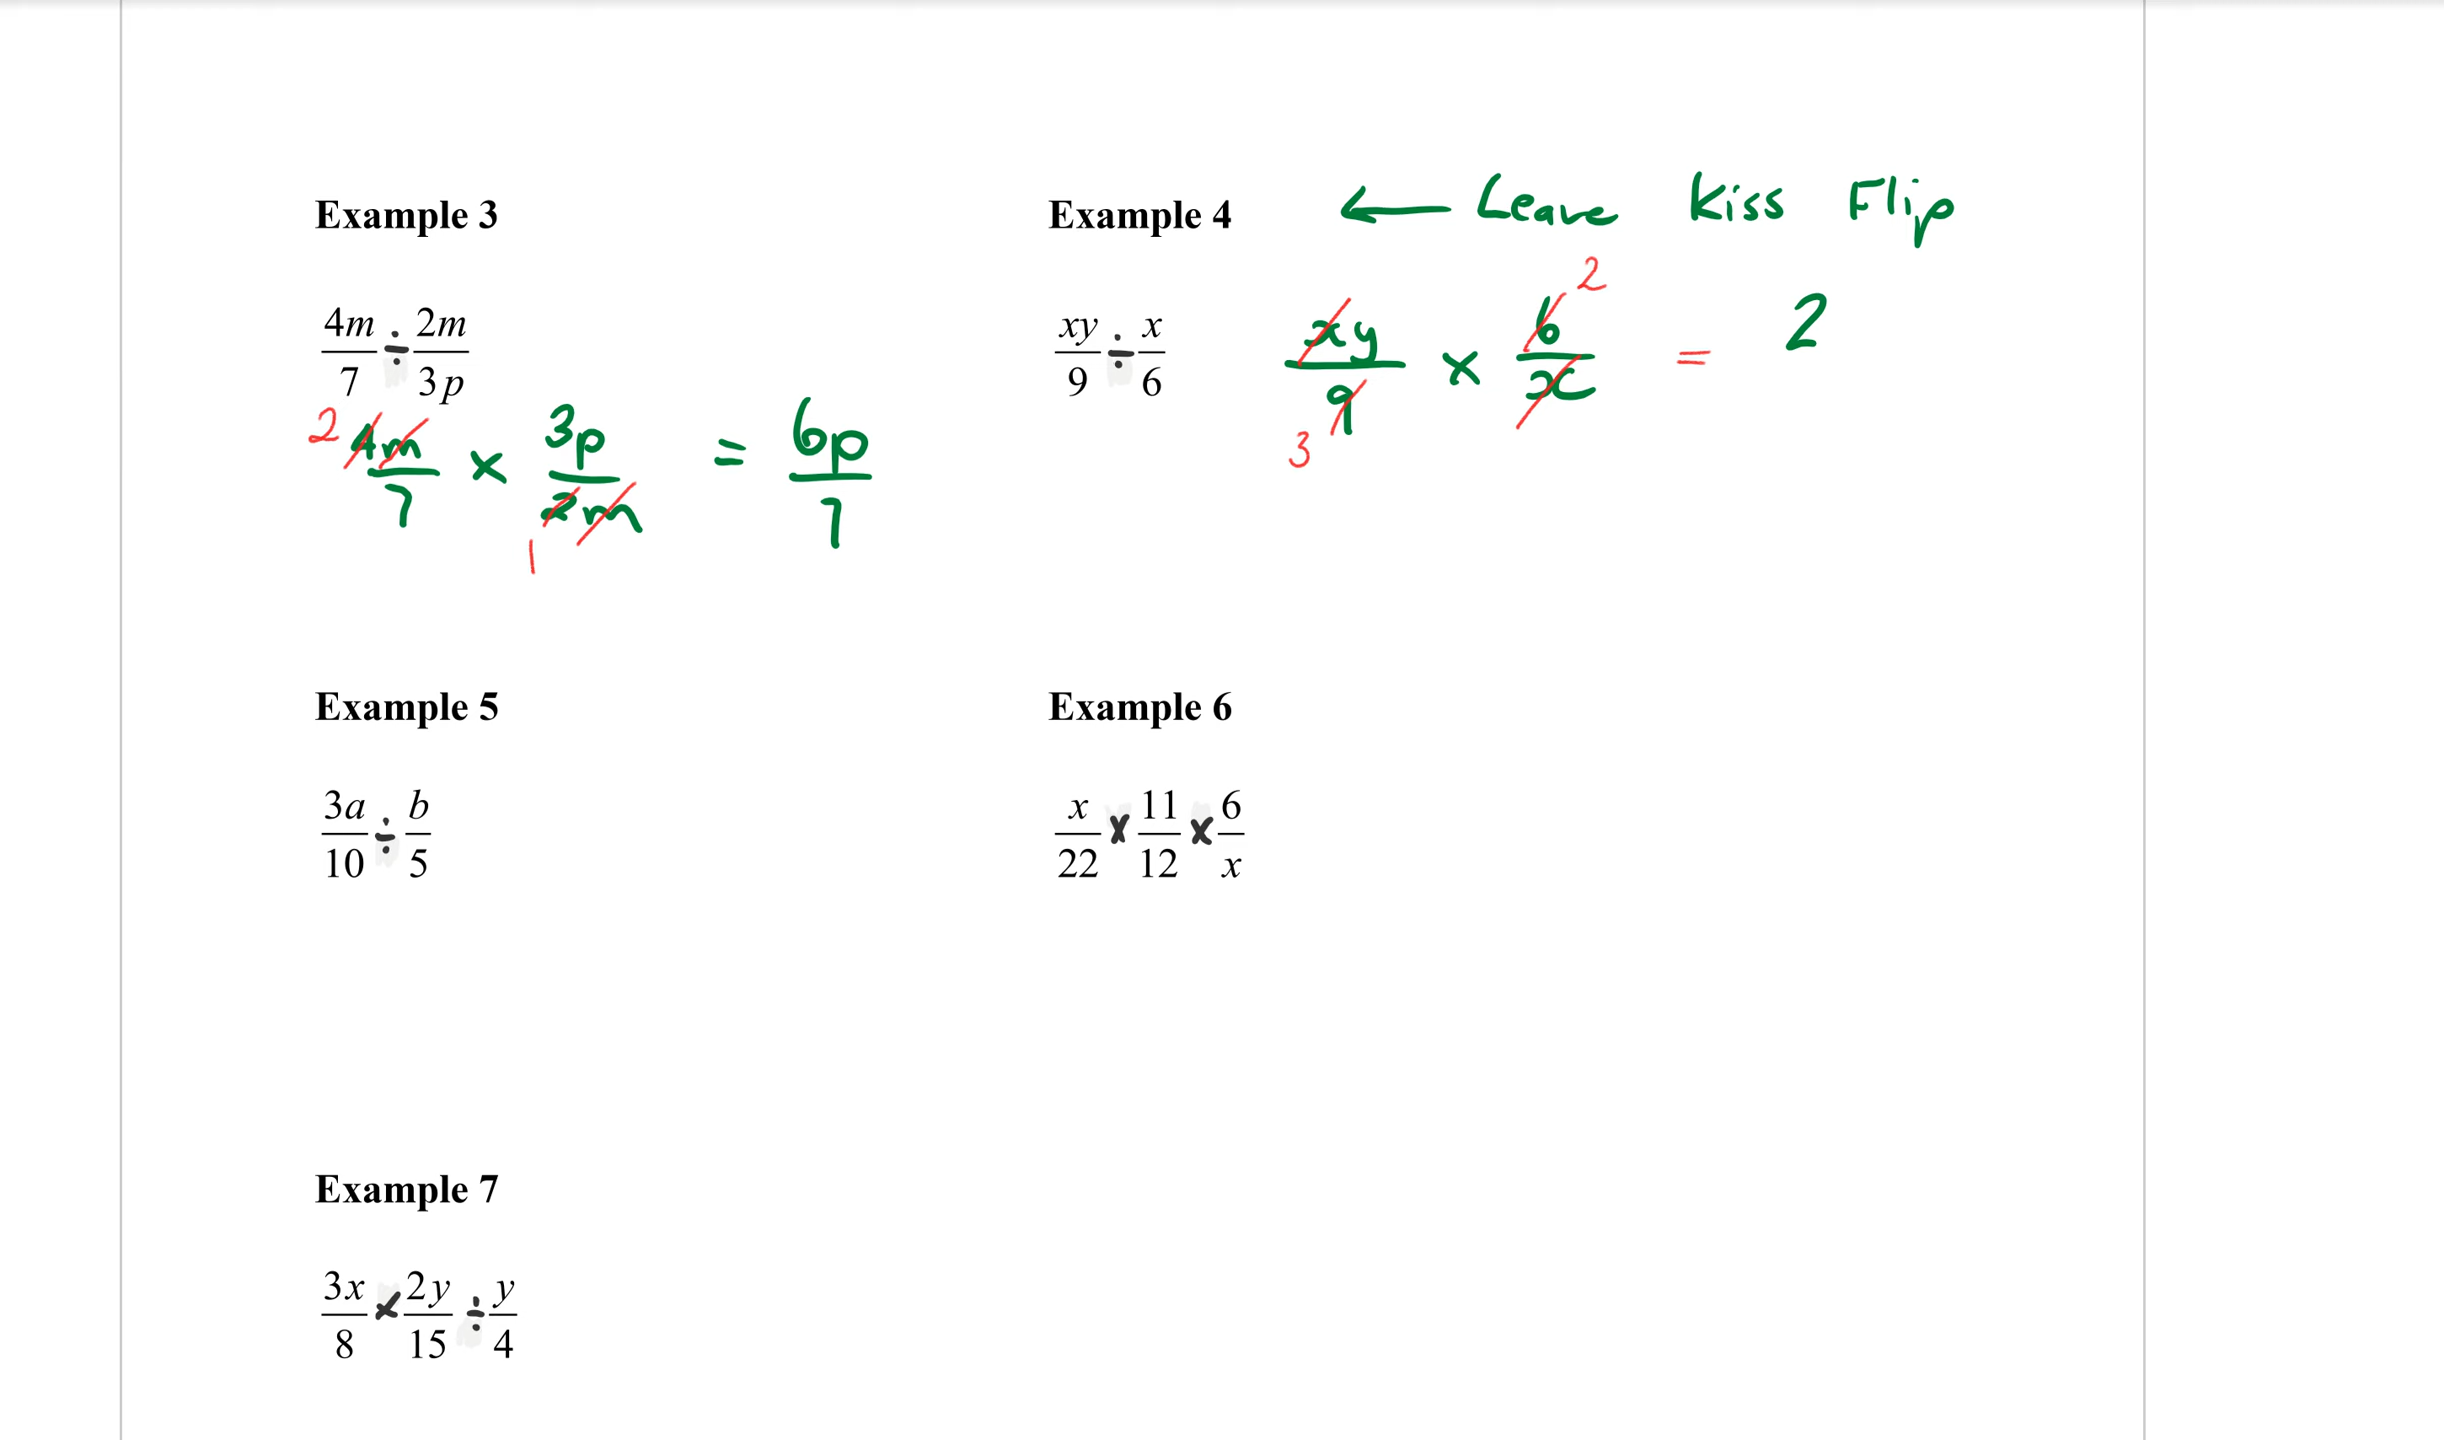 Example 3
4m/7 ÷ 2m/3p
2 4m/7 × 3p/2m 1 = 6p/7
Example 4 ← Leave Kiss Flip
xy/9 ÷ x/6 xy/9 3 × 6/x 2 = 2
Example 5
3a/10 ÷ b/5
Example 6
x/22 × 11/12 × 6/x
Example 7
3x/8 × 2y/15 ÷ y/4